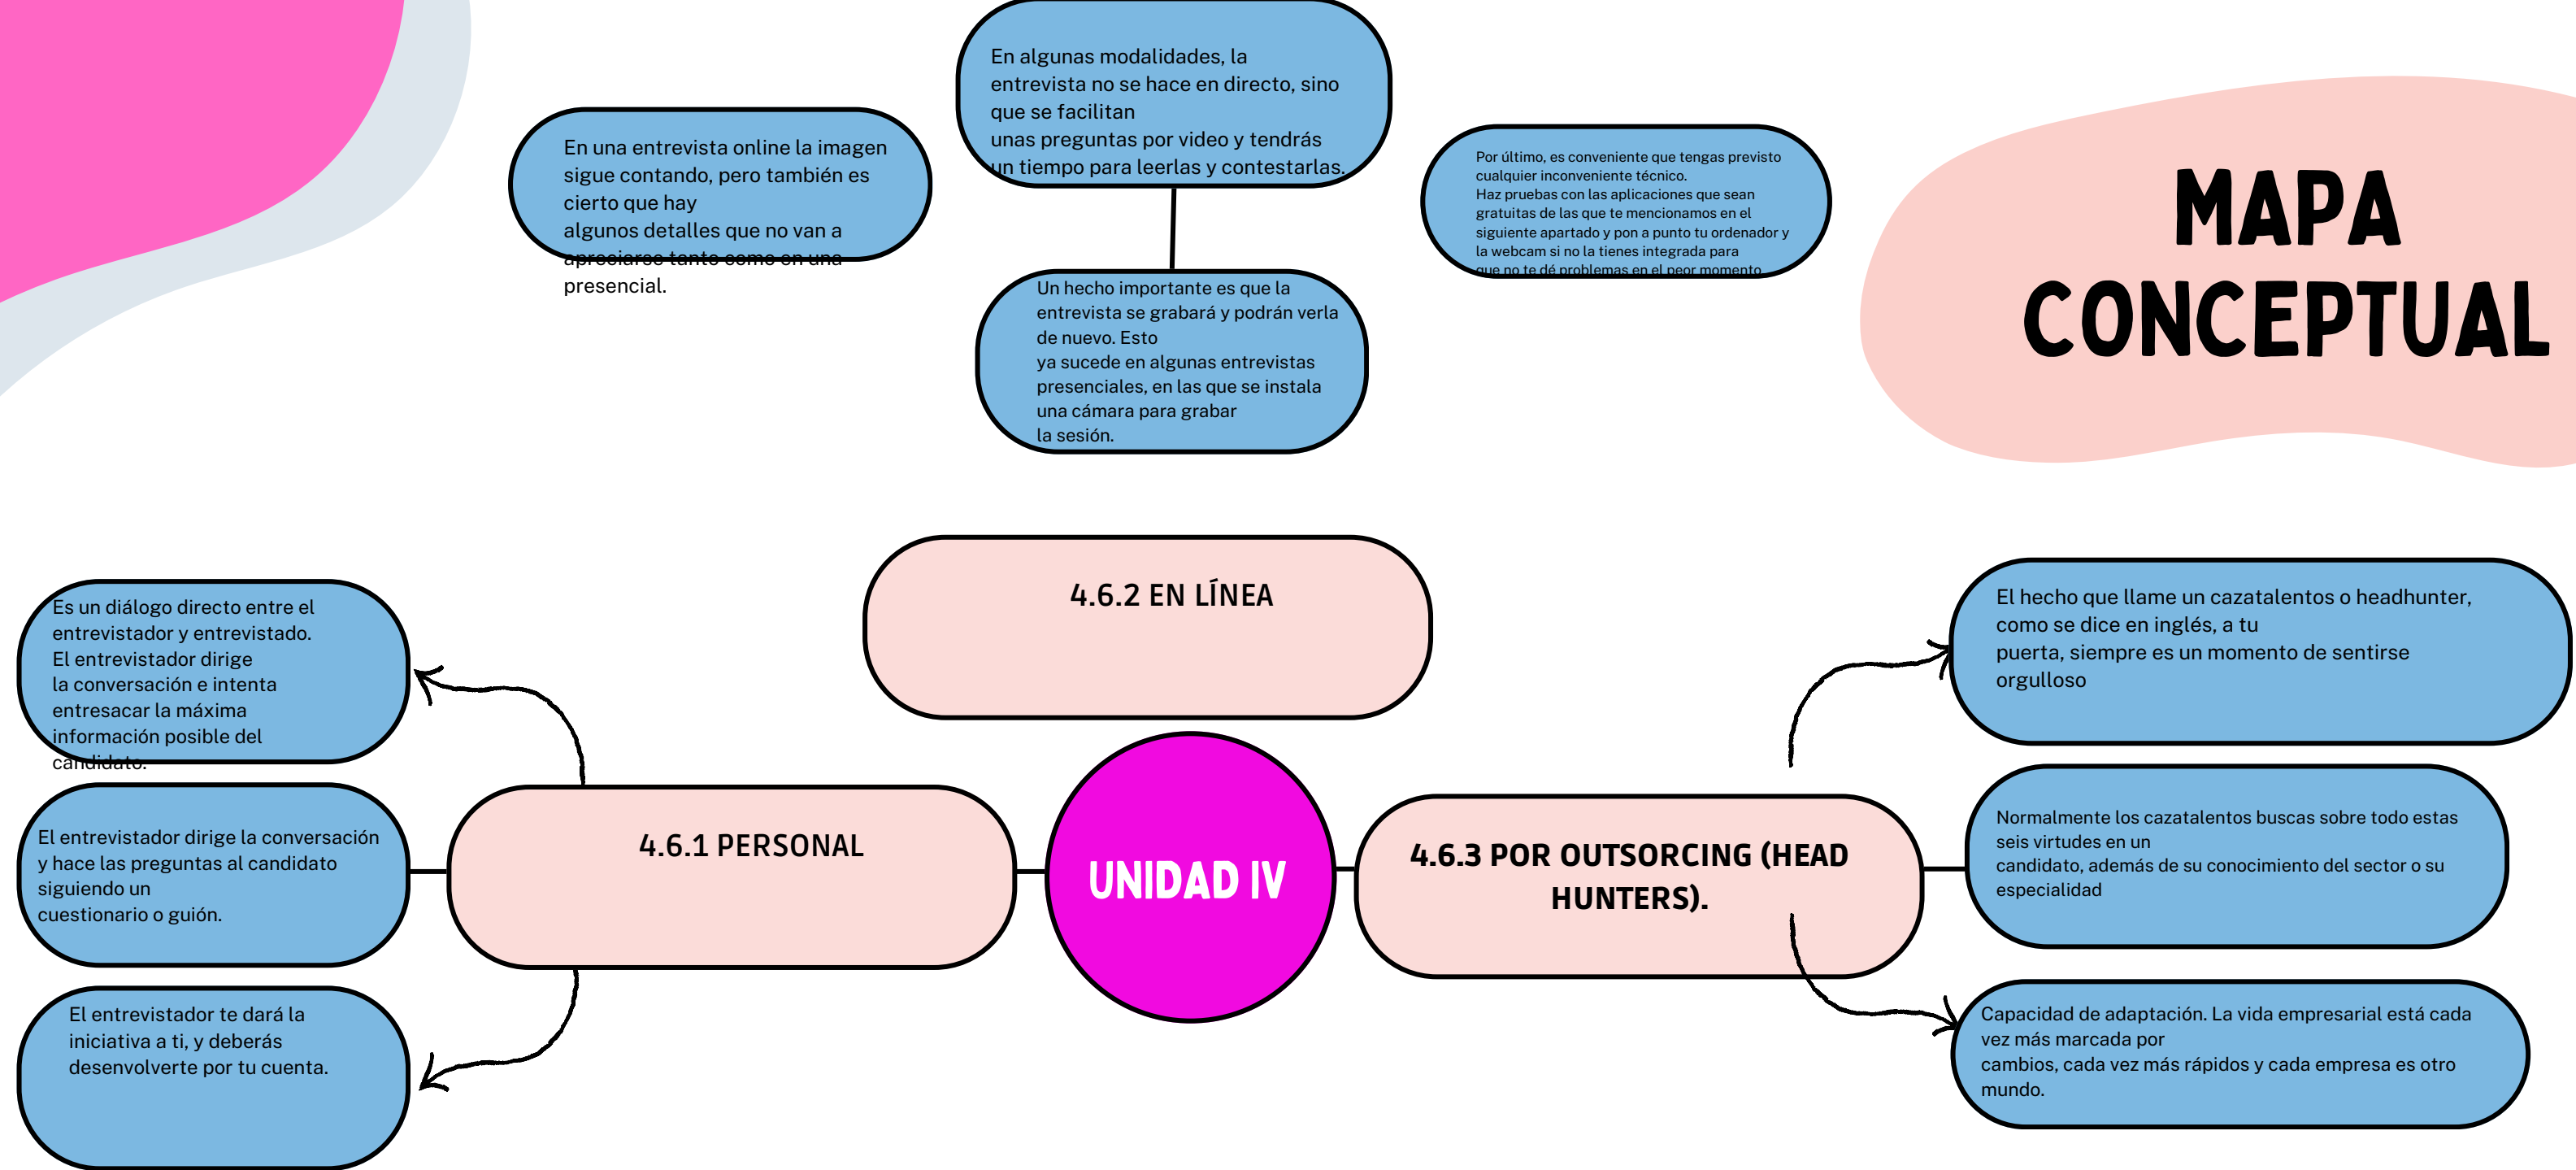 En algunas modalidades, la
entrevista no se hace en directo, sino
que se facilitan
unas preguntas por video y tendrás
un tiempo para leerlas y contestarlas.
En una entrevista online la imagen
sigue contando, pero también es
cierto que hay
algunos detalles que no van a
apreciarse tanto como en una
presencial.
Por último, es conveniente que tengas previsto
cualquier inconveniente técnico.
Haz pruebas con las aplicaciones que sean
gratuitas de las que te mencionamos en el
siguiente apartado y pon a punto tu ordenador y
la webcam si no la tienes integrada para
que no te dé problemas en el peor momento
MAPA
CONCEPTUAL
Un hecho importante es que la
entrevista se grabará y podrán verla
de nuevo. Esto
ya sucede en algunas entrevistas
presenciales, en las que se instala
una cámara para grabar
la sesión.
4.6.2 EN LÍNEA
Es un diálogo directo entre el
entrevistador y entrevistado.
El entrevistador dirige
la conversación e intenta
entresacar la máxima
información posible del
candidato.
El entrevistador dirige la conversación
y hace las preguntas al candidato
siguiendo un
cuestionario o guión.
El entrevistador te dará la
iniciativa a ti, y deberás
desenvolverte por tu cuenta.
4.6.1 PERSONAL
UNIDAD IV
4.6.3 POR OUTSORCING (HEAD
HUNTERS).
El hecho que llame un cazatalentos o headhunter,
como se dice en inglés, a tu
puerta, siempre es un momento de sentirse
orgulloso
Normalmente los cazatalentos buscas sobre todo estas
seis virtudes en un
candidato, además de su conocimiento del sector o su
especialidad
Capacidad de adaptación. La vida empresarial está cada
vez más marcada por
cambios, cada vez más rápidos y cada empresa es otro
mundo.